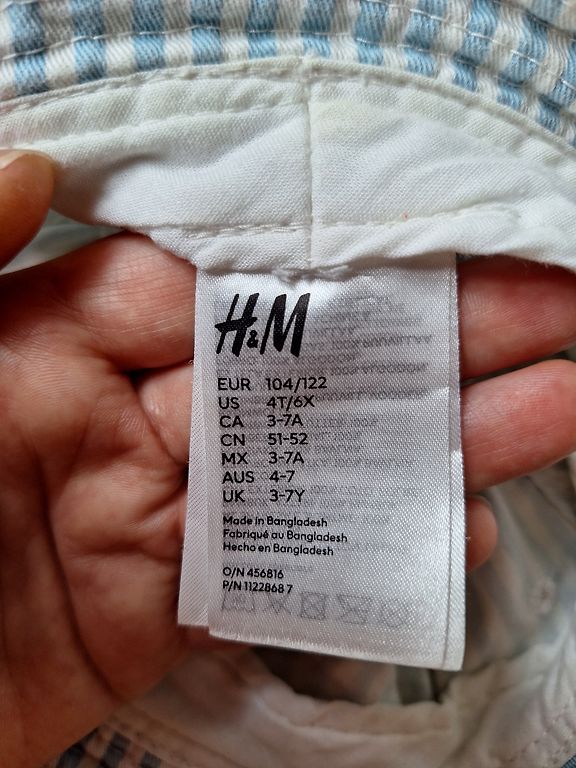 H&M
EUR 104/122
US 4T/6X
CA 3-7A
CN 51-52
MX 3-7A
AUS 4-7
UK 3-7Y
Made in Bangladesh
Fabriqué au Bangladesh
Hecho en Bangladesh
O/N 456816
P/N 1122868 7